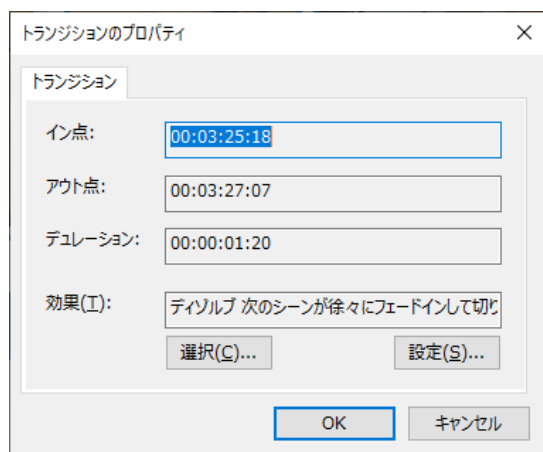 トランジションのプロパティ
トランジション
イン点: 00:03:25:18
アウト点: 00:03:27:07
デュレーション: 00:00:01:20
効果(T): ディゾルブ 次のシーンが徐々にフェードインして切り
選択(C)... 設定(S)...
OK キャンセル